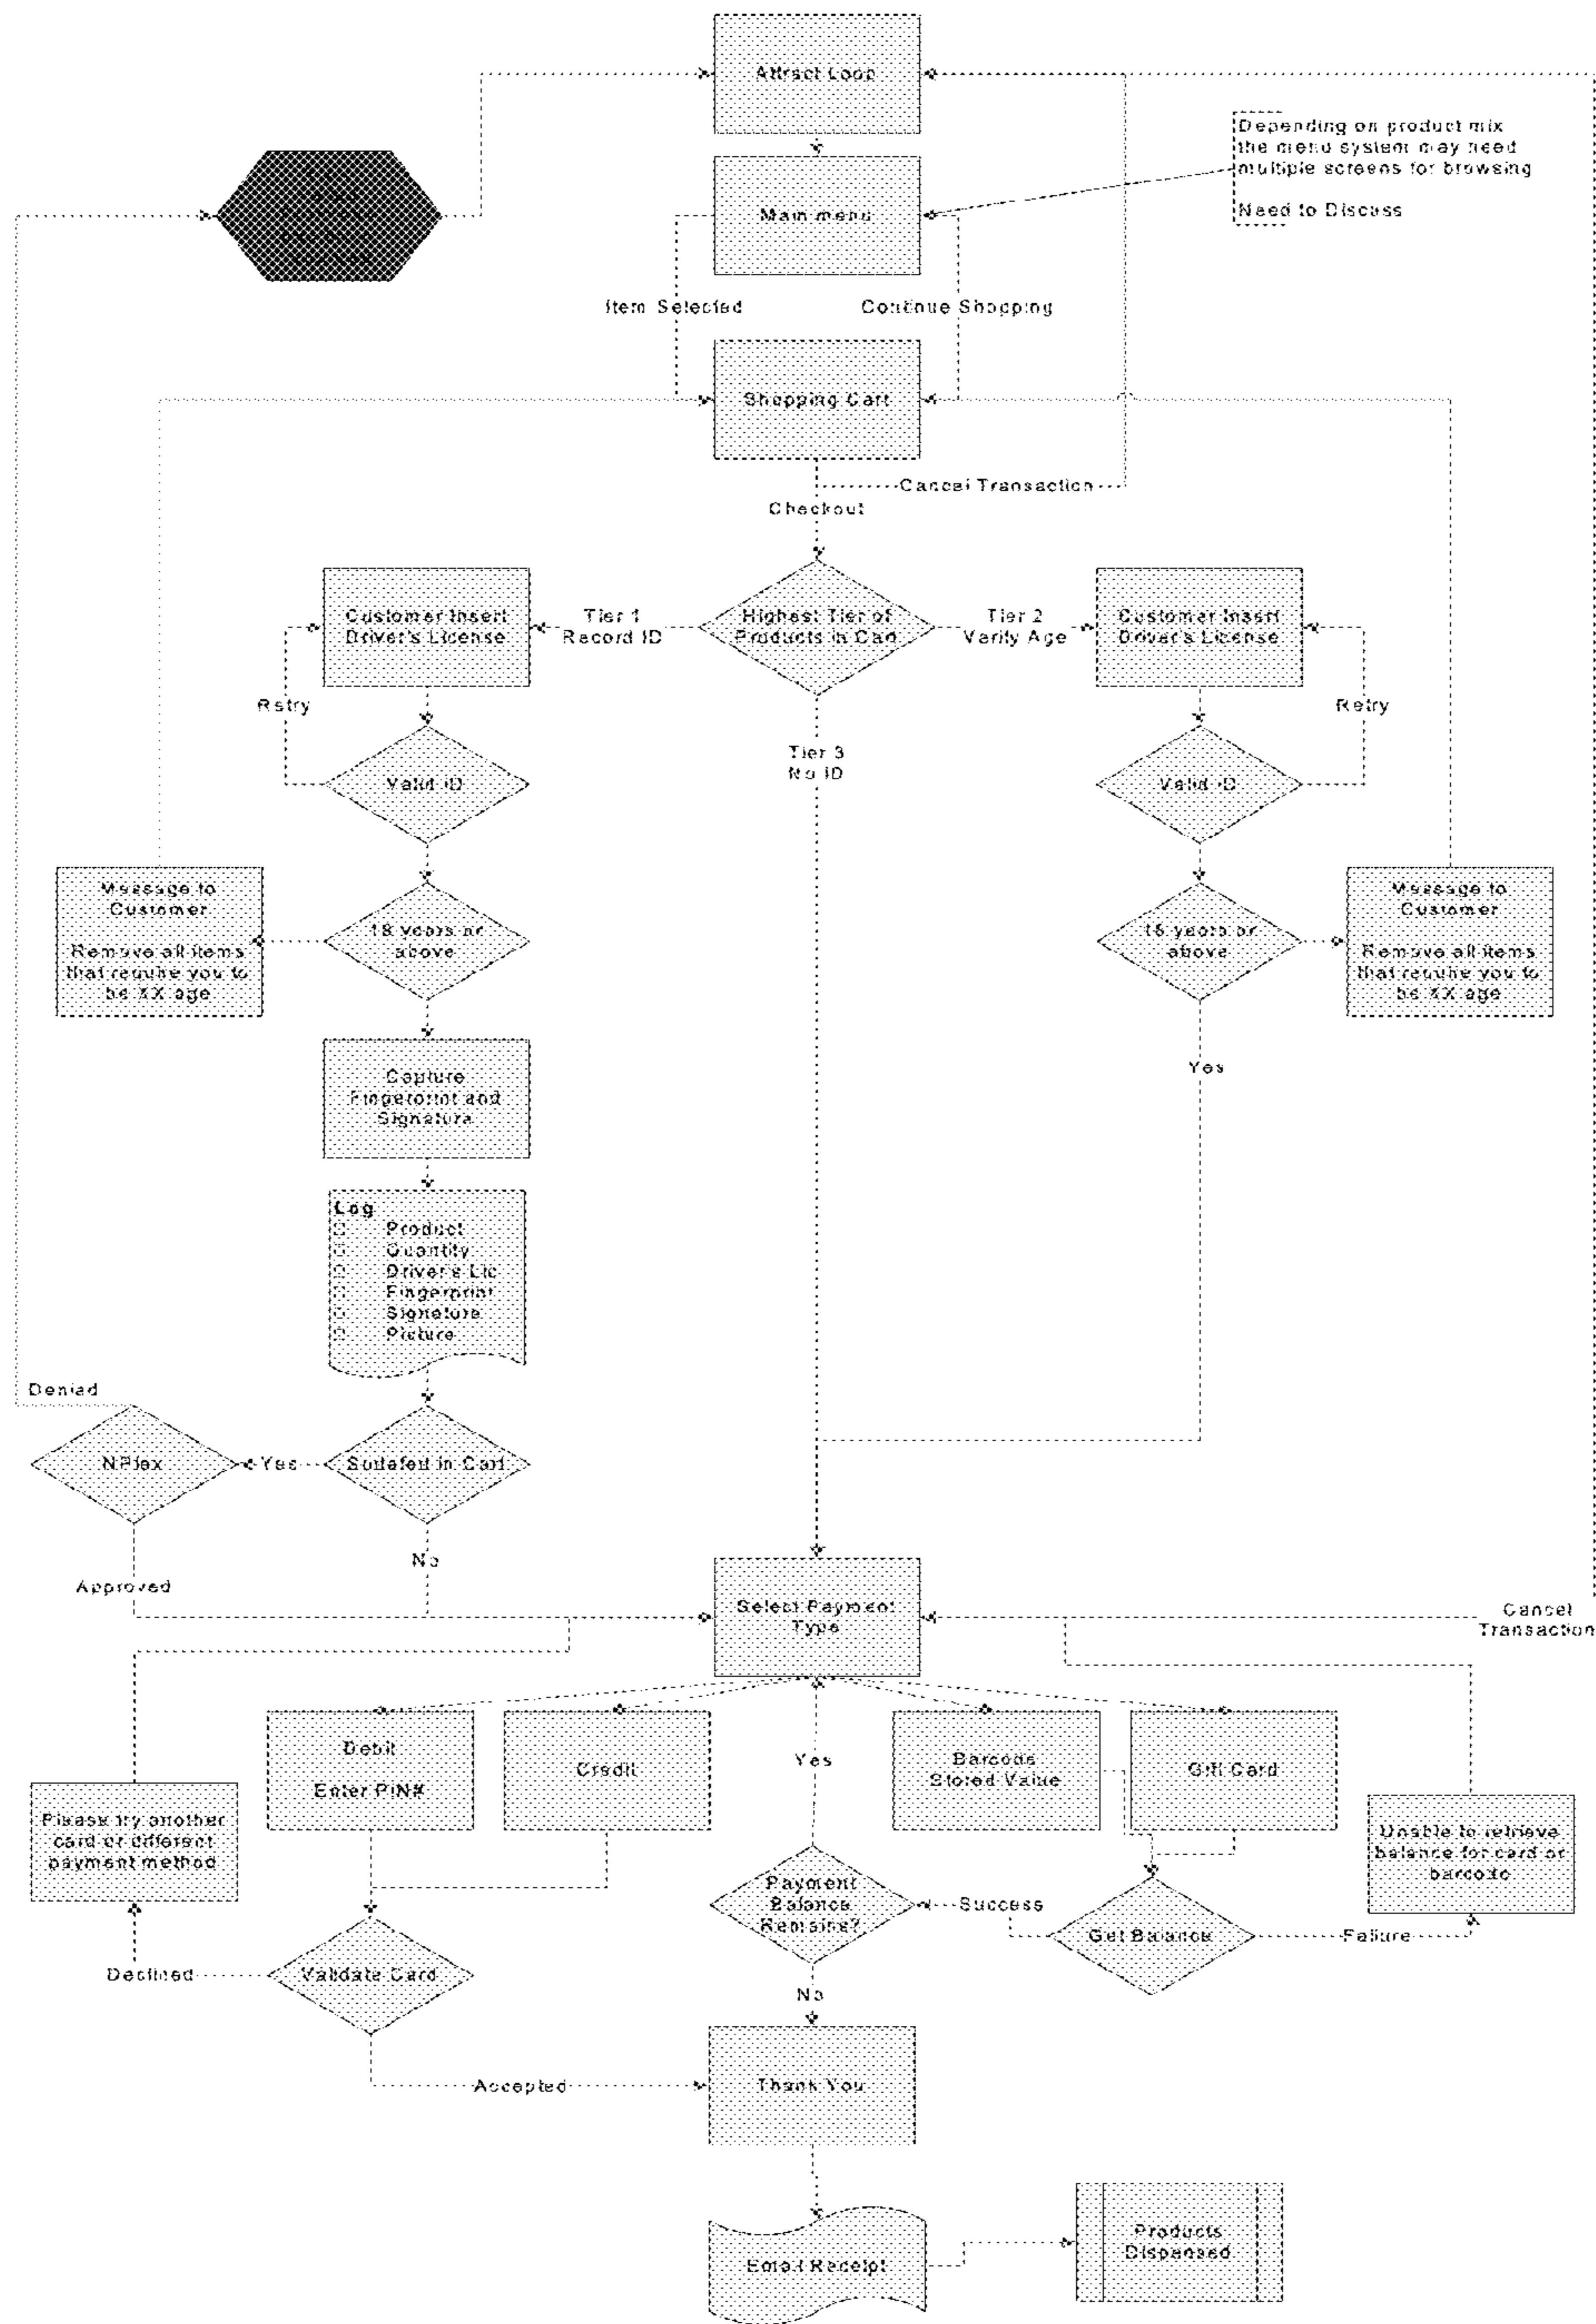 Attract Loop
Depending on product mix
the menu system may need
multiple screens for browsing
Need to Discuss
Main menu
Item Selected
Continue Shopping
Shopping Cart
Cancel Transaction
Checkout
Customer Insert
Driver's License
Tier 1
Record ID
Highest Tier of
Products in Cart
Tier 2
Verify Age
Customer Insert
Driver's License
Retry
Retry
Tier 3
No ID
Valid ID
Valid ID
Message to
Customer
Remove all items
that require you to
be XX age
18 years or
above
years or
above
Message to
Customer
Remove all items
that require you to
be XX age
Yes
Capture
Fingerprint and
Signature
Log
Product
Quantity
Driver's Lic
Fingerprint
Signature
Picture
Denied
NPlex
Yes
Sudafed in Cart
No
Approved
Select Payment
Type
Cancel
Transaction
Debit
Enter PIN#
Credit
Yes
Barcode
Stored Value
Gift Card
Please try another
card or different
payment method
Unable to retrieve
balance for card or
barcode
Payment
Balance
Remains?
Success
Get Balance
Failure
Declined
Validate Card
No
Accepted
Thank You
Email Receipt
Products
Dispensed